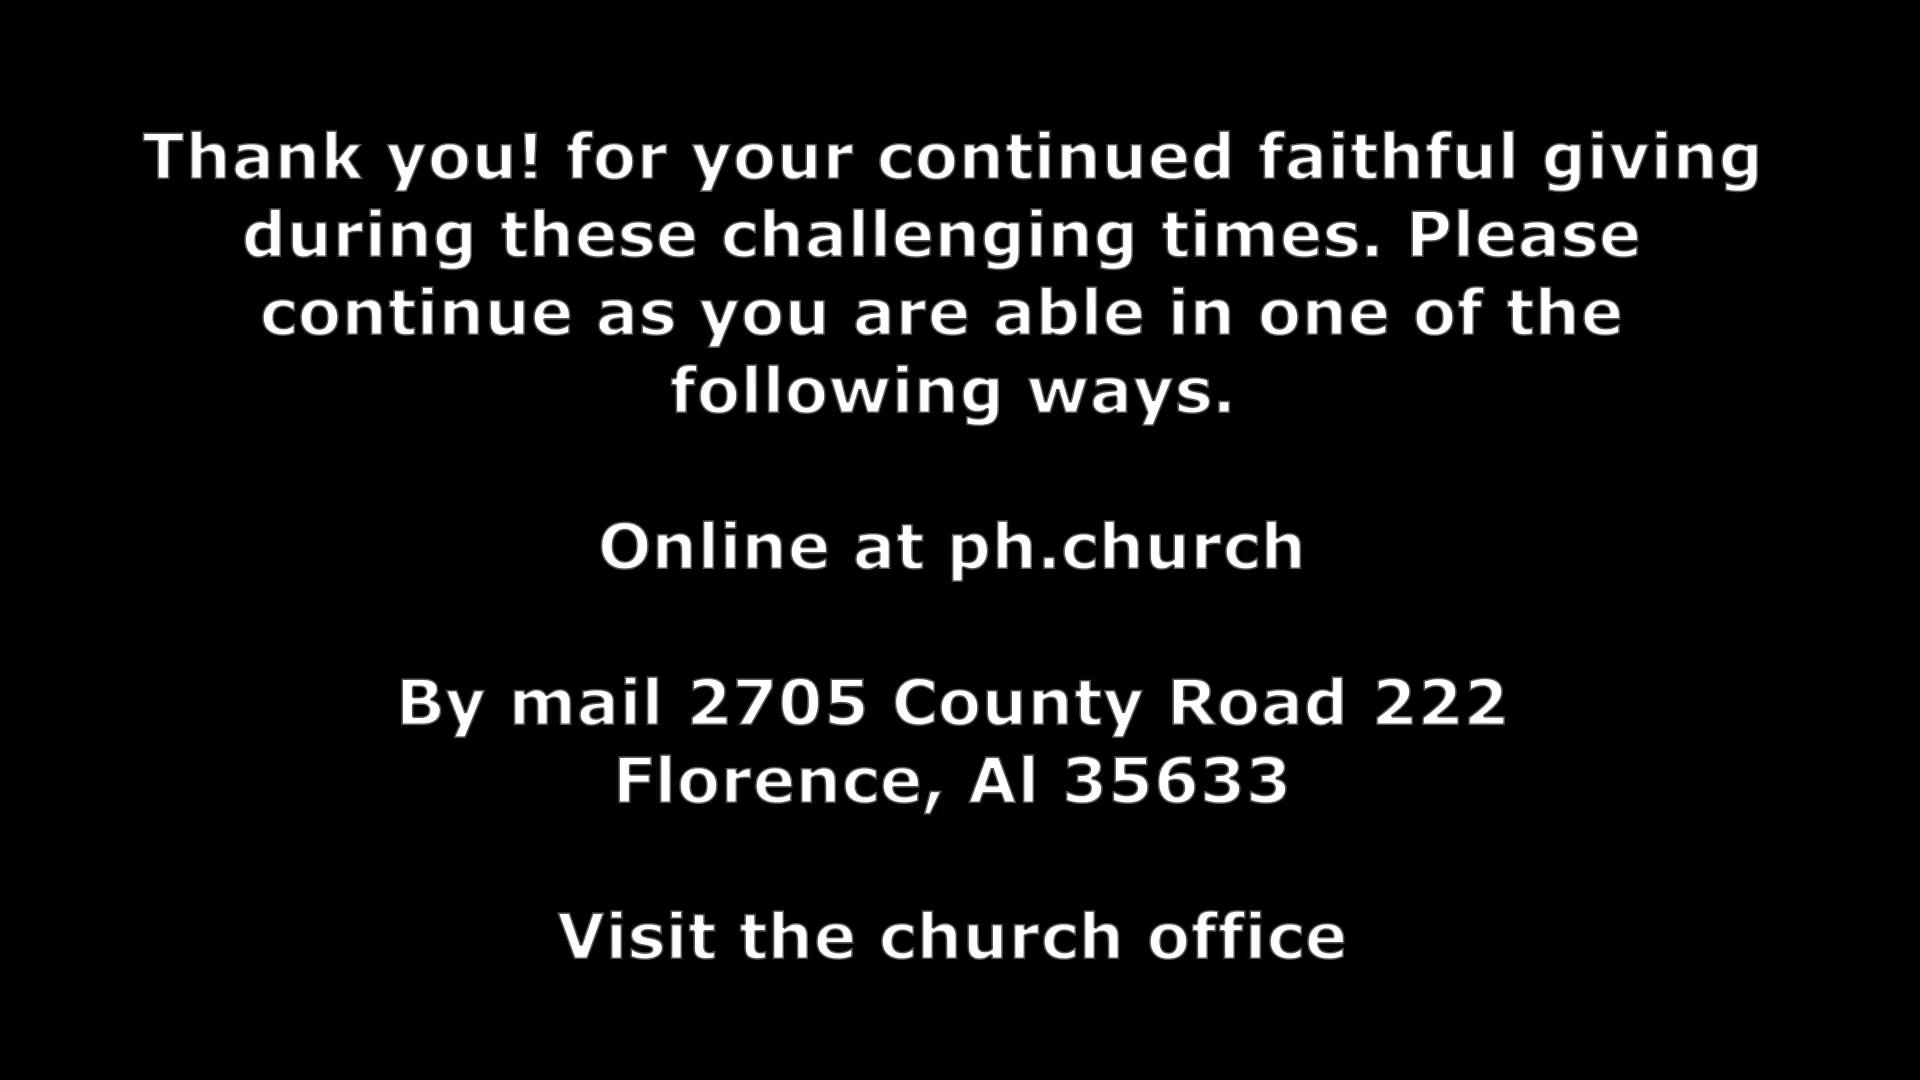 Thank you! for your continued faithful giving
during these challenging times. Please
continue as you are able in one of the
following ways.
Online at ph.church
By mail 2705 County Road 222
Florence, Al 35633
Visit the church office